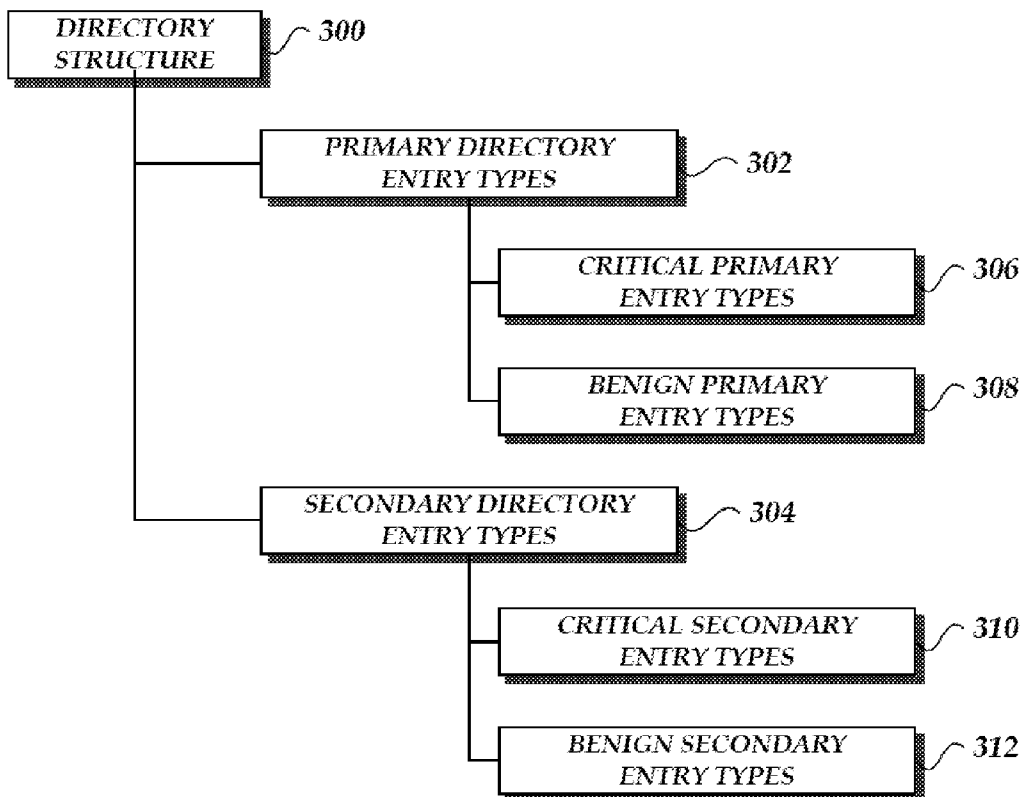 DIRECTORY
STRUCTURE
300
PRIMARY DIRECTORY
ENTRY TYPES
302
CRITICAL PRIMARY
ENTRY TYPES
306
BENIGN PRIMARY
ENTRY TYPES
308
SECONDARY DIRECTORY
ENTRY TYPES
304
CRITICAL SECONDARY
ENTRY TYPES
310
BENIGN SECONDARY
ENTRY TYPES
312